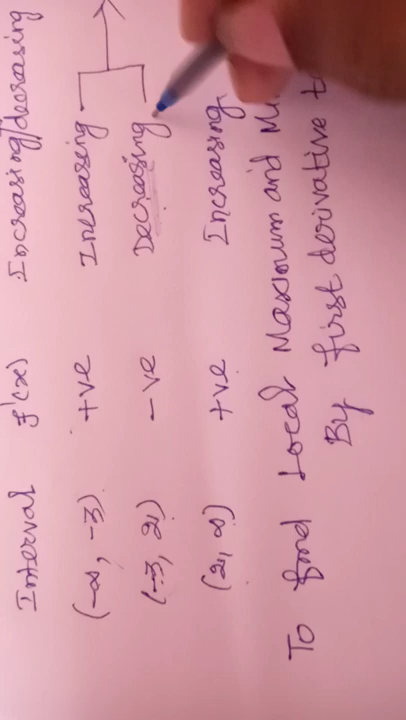 Interval f'(x) Increasing/decreasing
(-∞, -3) +ve Increasing
(-3, 2) -ve Decreasing
(2, ∞) +ve Increasing
To find Local Maximum and
By first derivative